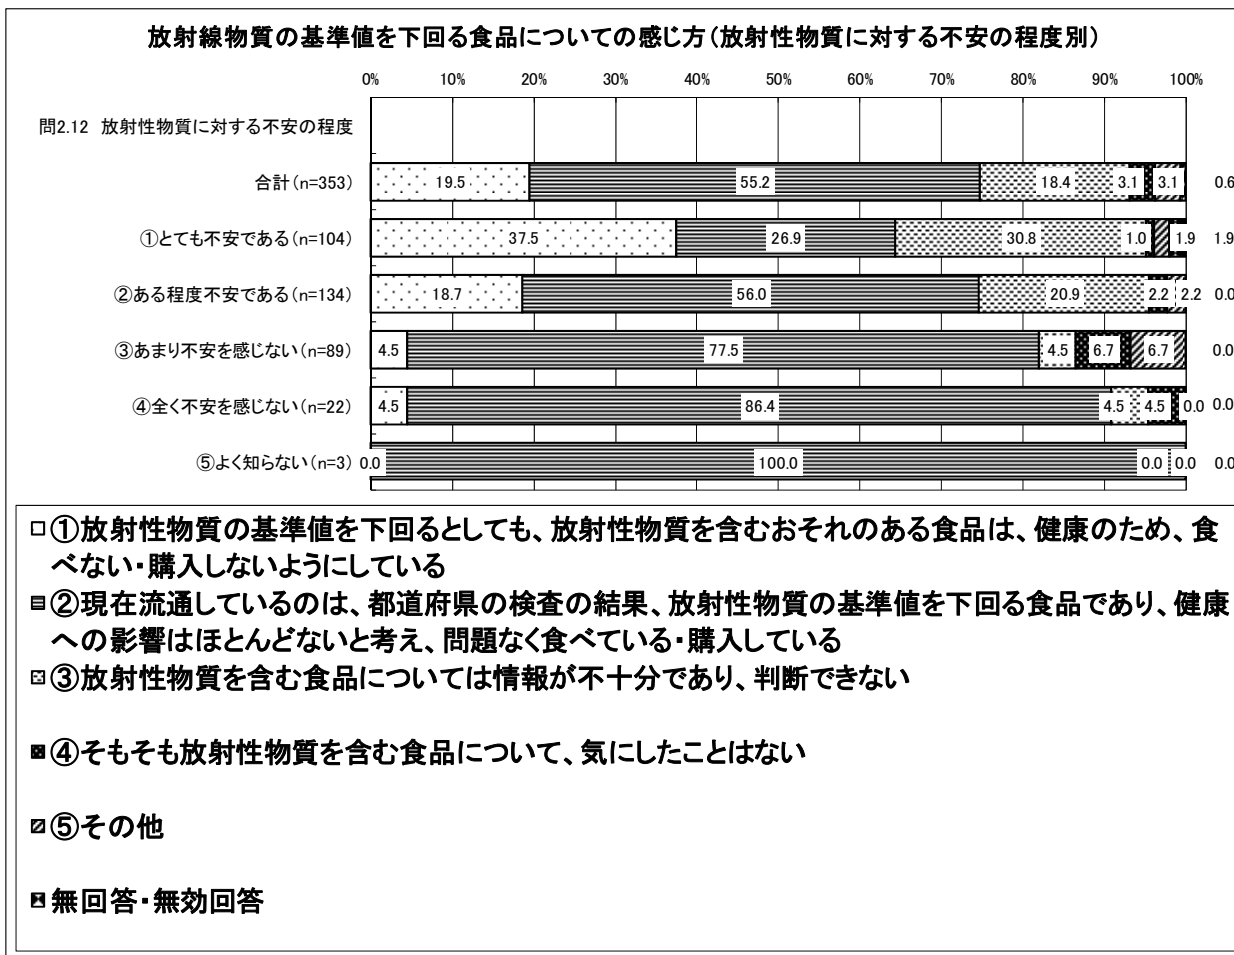 放射線物質の基準値を下回る食品についての感じ方(放射性物質に対する不安の程度別)
0% 10% 20% 30% 40% 50% 60% 70% 80% 90% 100%
問2.12 放射性物質に対する不安の程度
合計(n=353) 19.5 55.2 18.4 3.1 3.1 0.6
①とても不安である(n=104) 37.5 26.9 30.8 1.0 1.9 1.9
②ある程度不安である(n=134) 18.7 56.0 20.9 2.2 2.2 0.0
③あまり不安を感じない(n=89) 4.5 77.5 4.5 6.7 6.7 0.0
④全く不安を感じない(n=22) 4.5 86.4 4.5 4.5 0.0 0.0
⑤よく知らない(n=3) 0.0 100.0 0.0 0.0 0.0
①放射性物質の基準値を下回るとしても、放射性物質を含むおそれのある食品は、健康のため、食
べない・購入しないようにしている
②現在流通しているのは、都道府県の検査の結果、放射性物質の基準値を下回る食品であり、健康
への影響はほとんどないと考え、問題なく食べている・購入している
③放射性物質を含む食品については情報が不十分であり、判断できない
④そもそも放射性物質を含む食品について、気にしたことはない
⑤その他
無回答・無効回答